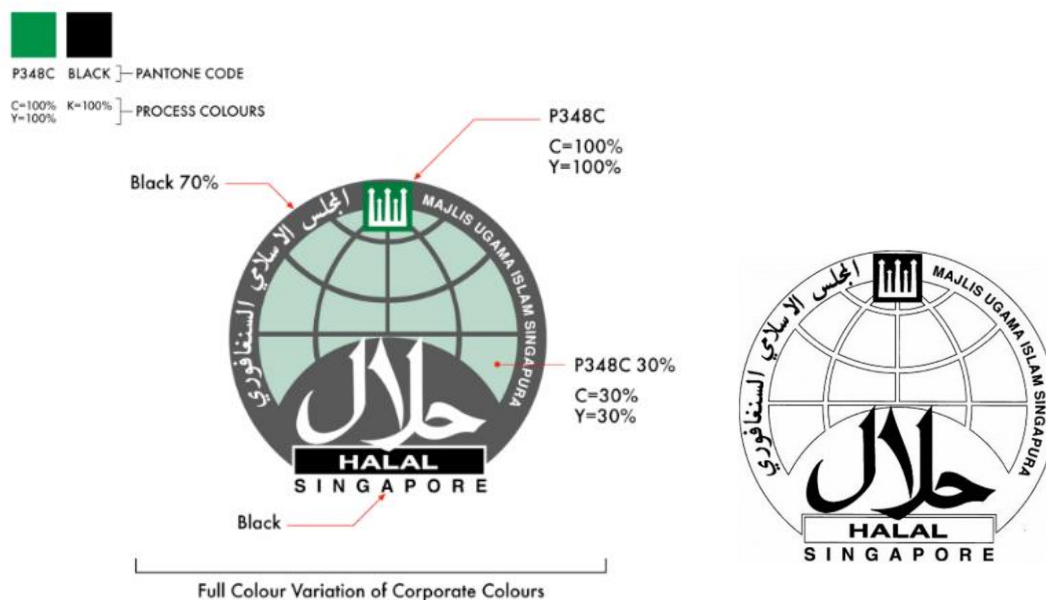 P348C BLACK PANTONE CODE
C=100% K=100% PROCESS COLOURS
Y=100%
P348C
C=100%
Y=100%
Black 70%
المجلس الاسلامي السنغافوري
MAJLIS UGAMA ISLAM SINGAPURA
P348C 30%
C=30%
Y=30%
حلال
HALAL
SINGAPORE
Black
Full Colour Variation of Corporate Colours
المجلس الاسلامي السنغافوري
MAJLIS UGAMA ISLAM SINGAPURA
حلال
HALAL
SINGAPORE